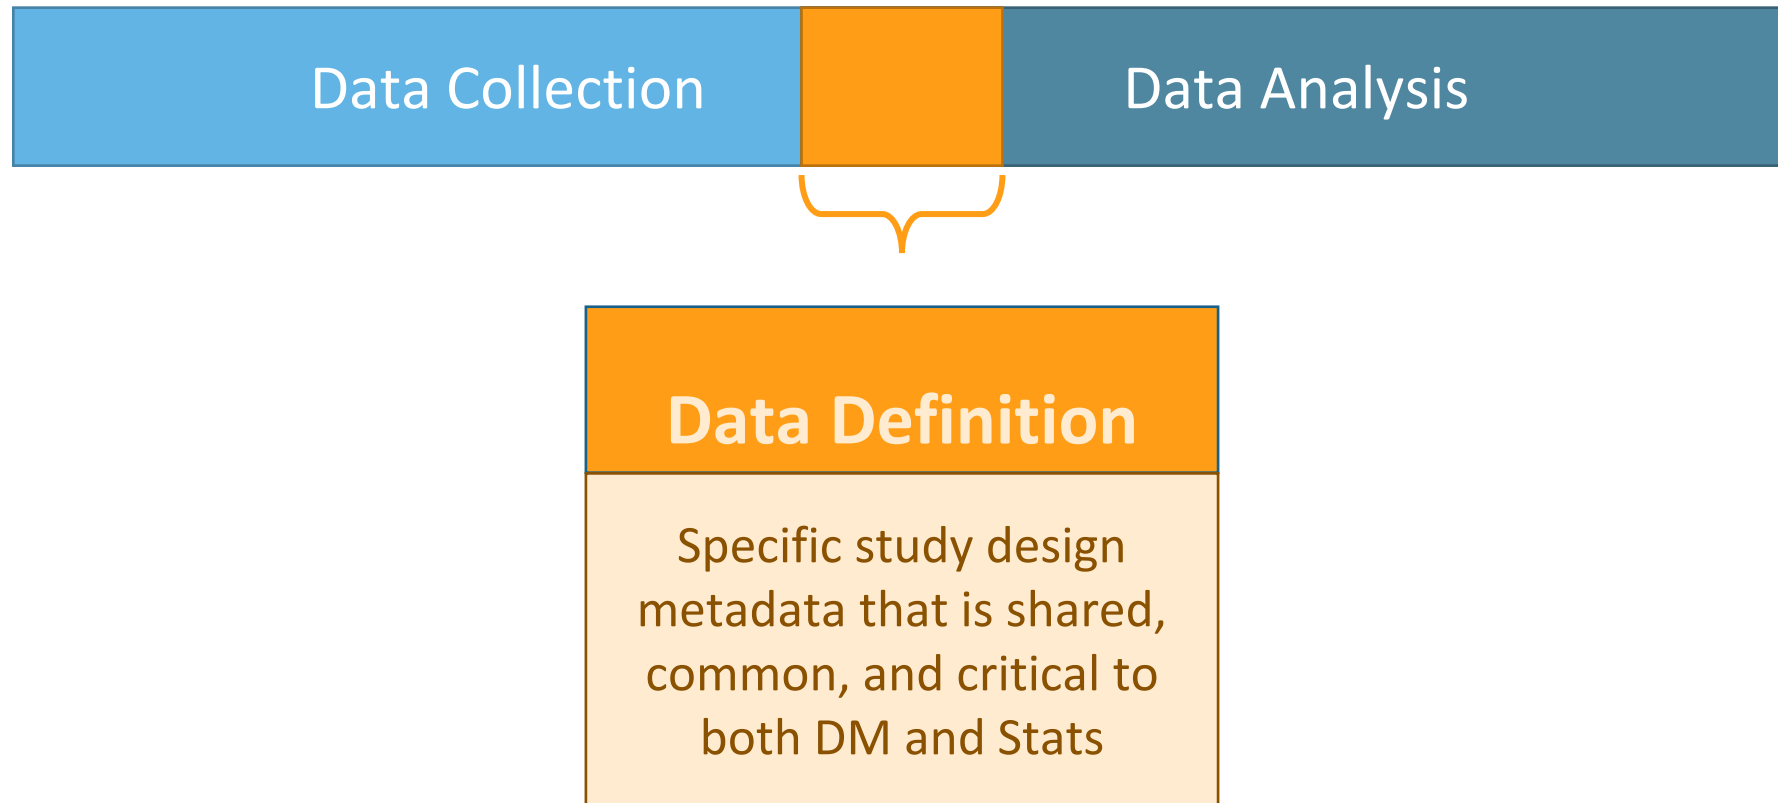 Data Collection
Data Analysis
Data Definition
Specific study design
metadata that is shared,
common, and critical to
both DM and Stats